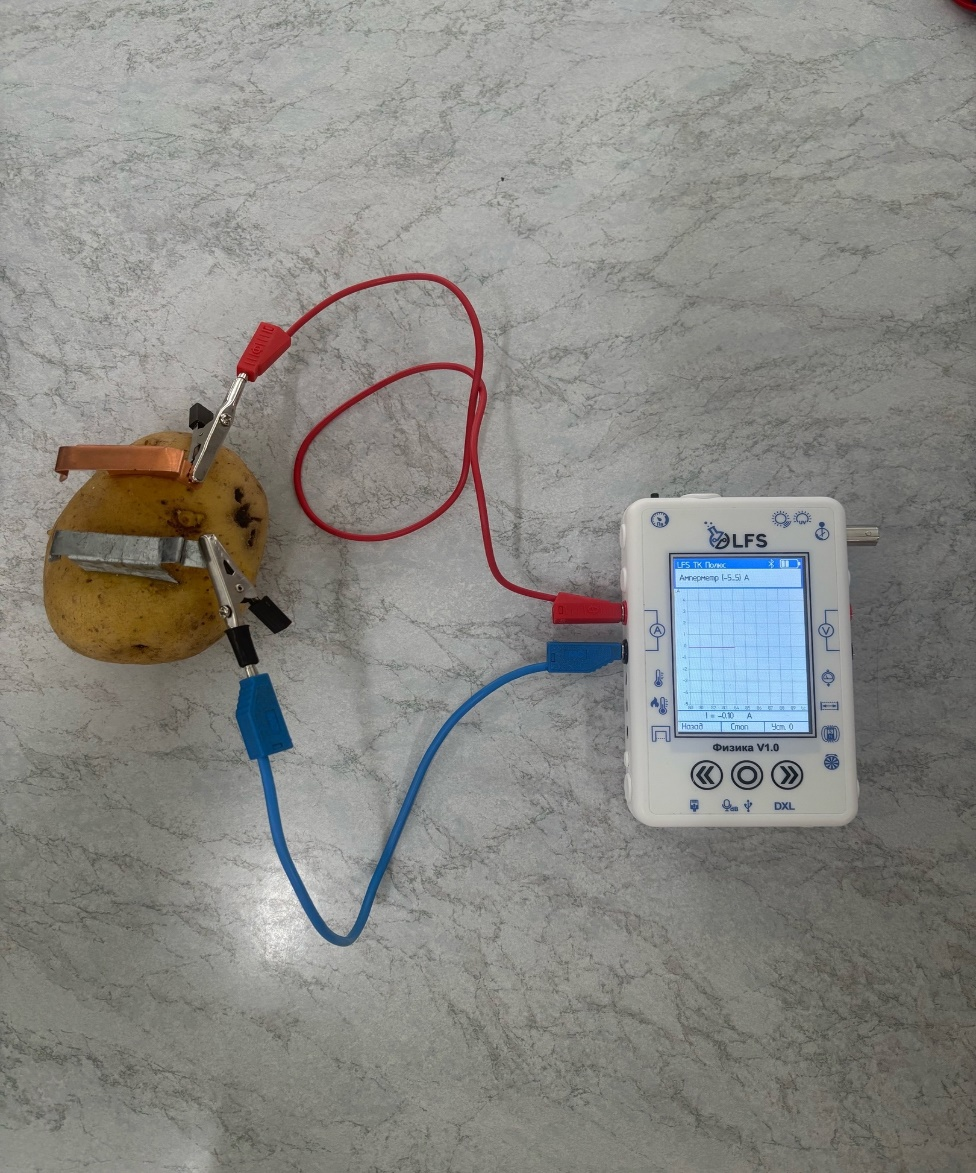 LFS
LFS TK Полюс
Амперметр (-5..5) A
A
I = -0.10 A
Назад Стоп Уст. 0
Физика V1.0
DXL
A
V